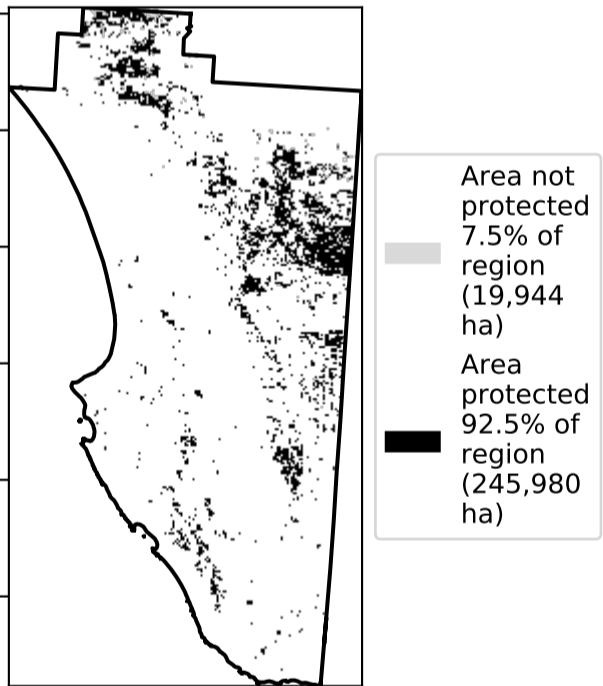 Area not
protected
7.5% of
region
(19,944
ha)
Area
protected
92.5% of
region
(245,980
ha)